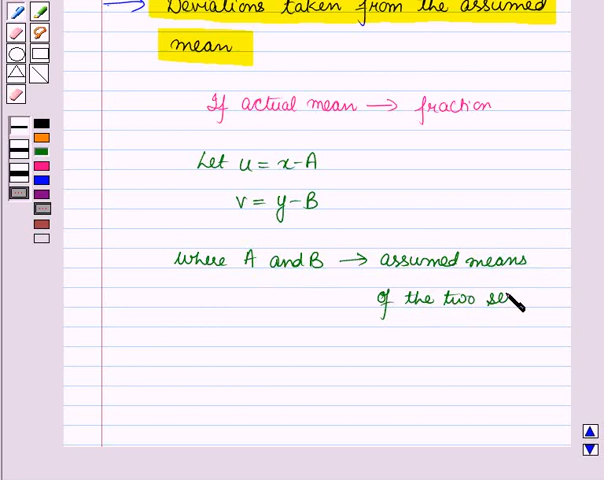 → Deviations taken from the assumed
mean
If actual mean → fraction
Let u = x-A
v = y-B
where A and B → assumed means
of the two